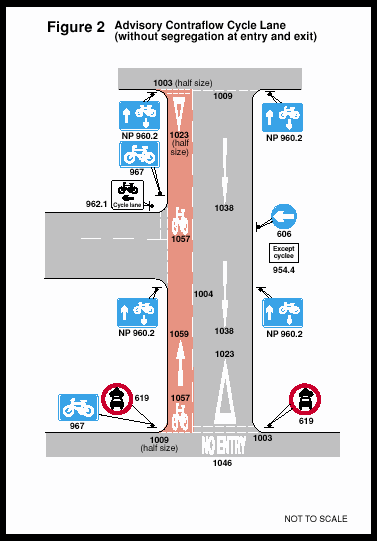 Figure 2 Advisory Contraflow Cycle Lane
(without segregation at entry and exit)
1003 (half size)
1009
1023
(half
size)
NP 960.2
NP 960.2
967
962.1
Cycle lane
1038
606
1057
Except
cycles
954.4
1004
NP 960.2
1059
1038
NP 960.2
1023
619
1057
619
967
1009
(half size)
NO ENTRY
1003
1046
NOT TO SCALE